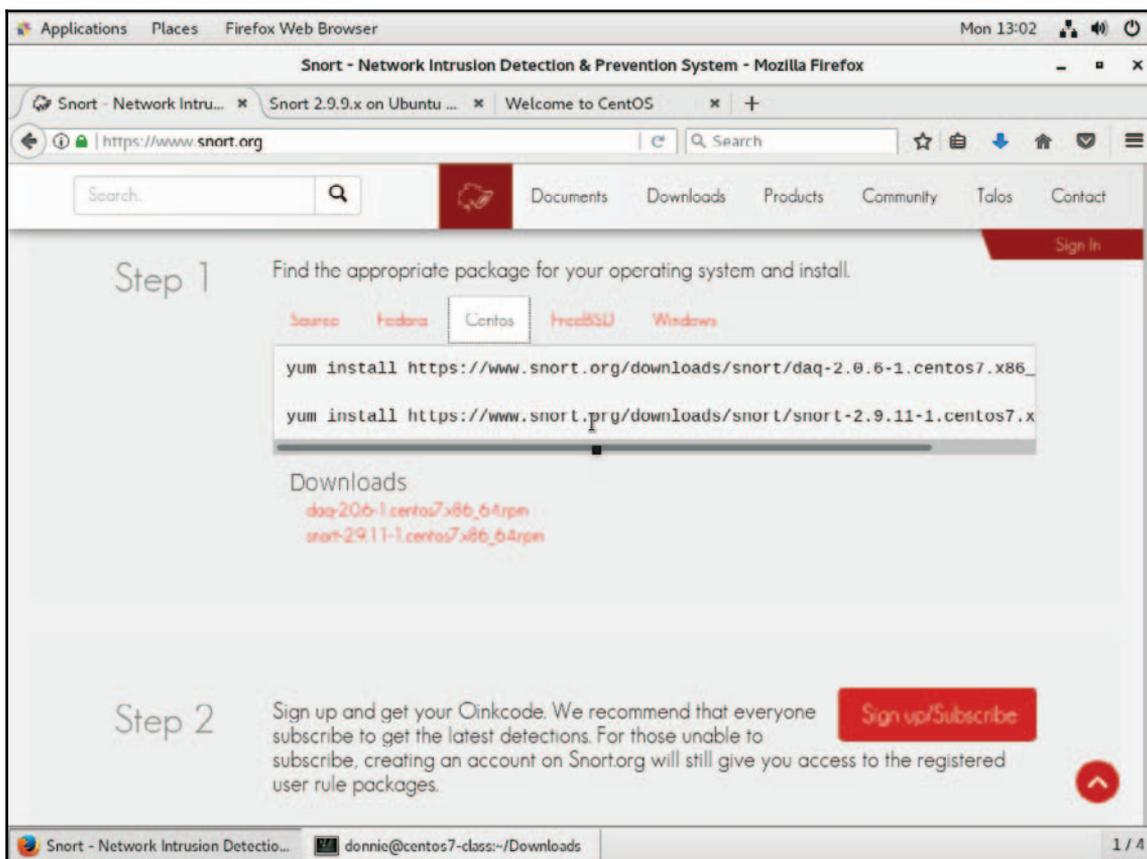 Applications Places Firefox Web Browser Mon 13:02
Snort - Network Intrusion Detection & Prevention System - Mozilla Firefox
Snort - Network Intru... Snort 2.9.9.x on Ubuntu ... Welcome to CentOS
https://www.snort.org Search
Search. Documents Downloads Products Community Talos Contact
Sign In
Step 1 Find the appropriate package for your operating system and install.
Source Fedora Centos FreeBSD Windows
yum install https://www.snort.org/downloads/snort/daq-2.0.6-1.centos7.x86_
yum install https://www.snort.org/downloads/snort/snort-2.9.11-1.centos7.x
Downloads
daq-2.0.6-1.centos7.x86_64.rpm
snort-2.9.11-1.centos7.x86_64.rpm
Step 2 Sign up and get your Oinkcode. We recommend that everyone Sign up/Subscribe
subscribe to get the latest detections. For those unable to
subscribe, creating an account on Snort.org will still give you access to the registered
user rule packages.
Snort - Network Intrusion Detectio... donnie@centos7-class:~/Downloads 1 / 4